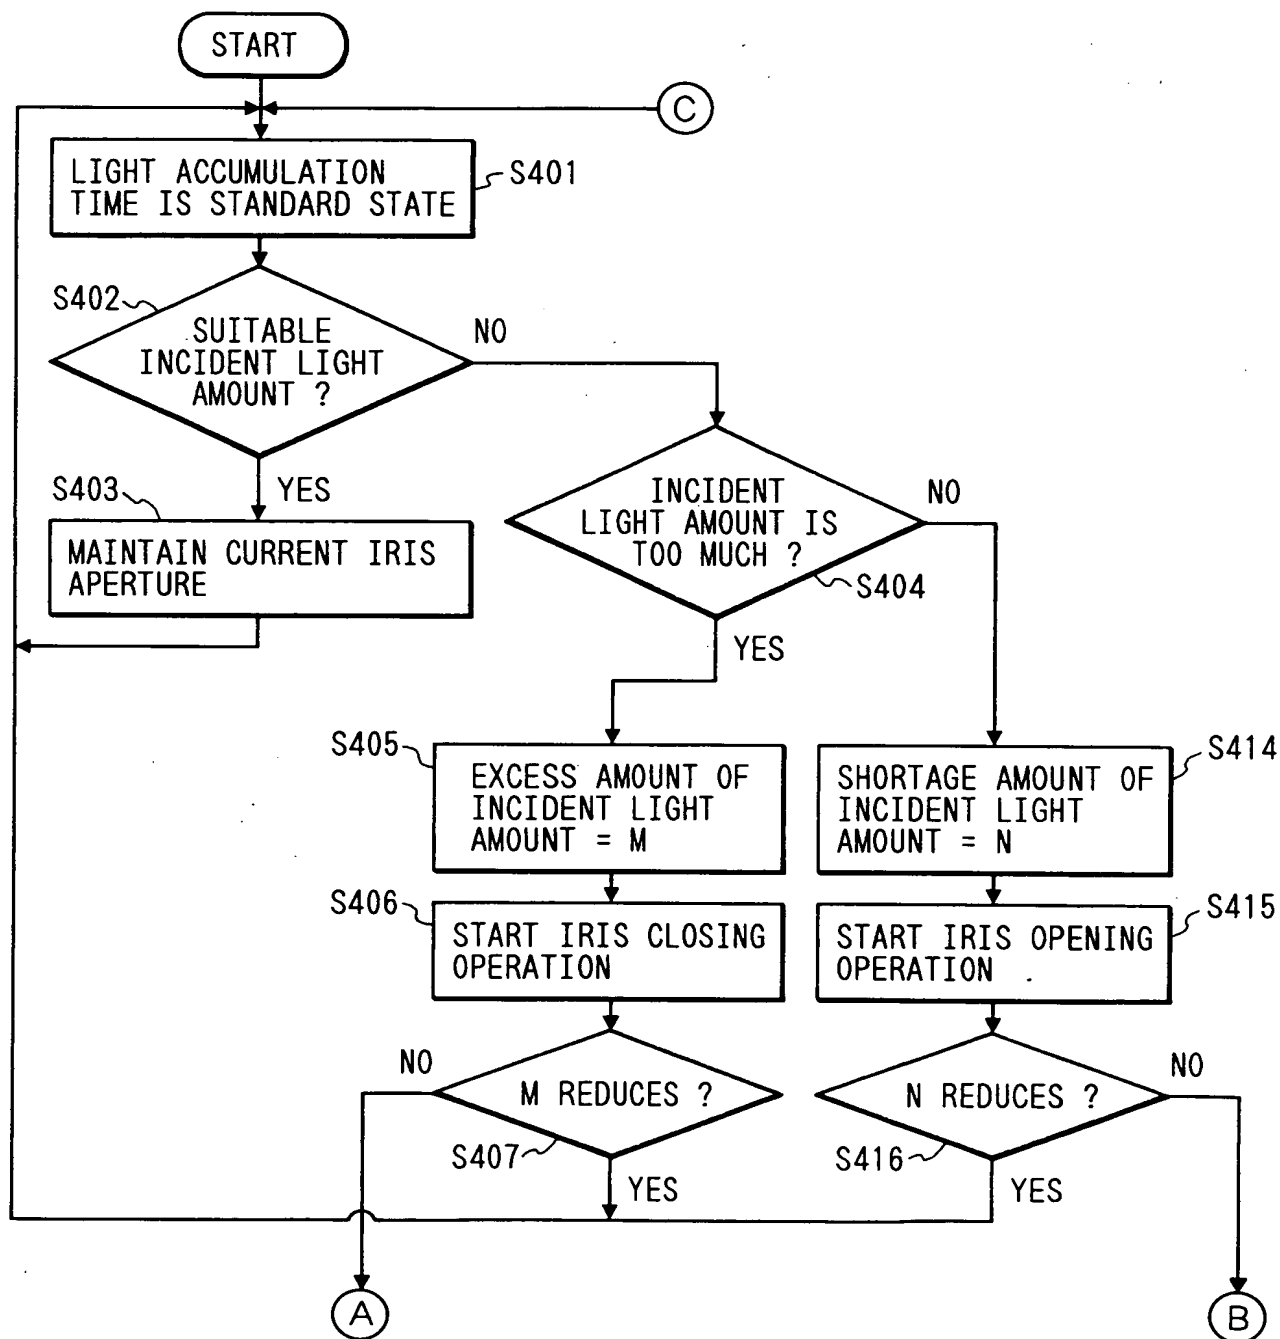 START
C
LIGHT ACCUMULATION
TIME IS STANDARD STATE
S401
S402
SUITABLE
INCIDENT LIGHT
AMOUNT ?
NO
YES
S403
MAINTAIN CURRENT IRIS
APERTURE
INCIDENT
LIGHT AMOUNT IS
TOO MUCH ?
NO
S404
YES
S405
EXCESS AMOUNT OF
INCIDENT LIGHT
AMOUNT = M
S414
SHORTAGE AMOUNT OF
INCIDENT LIGHT
AMOUNT = N
S406
START IRIS CLOSING
OPERATION
S415
START IRIS OPENING
OPERATION
NO
M REDUCES ?
S407
YES
N REDUCES ?
NO
S416
YES
A
B